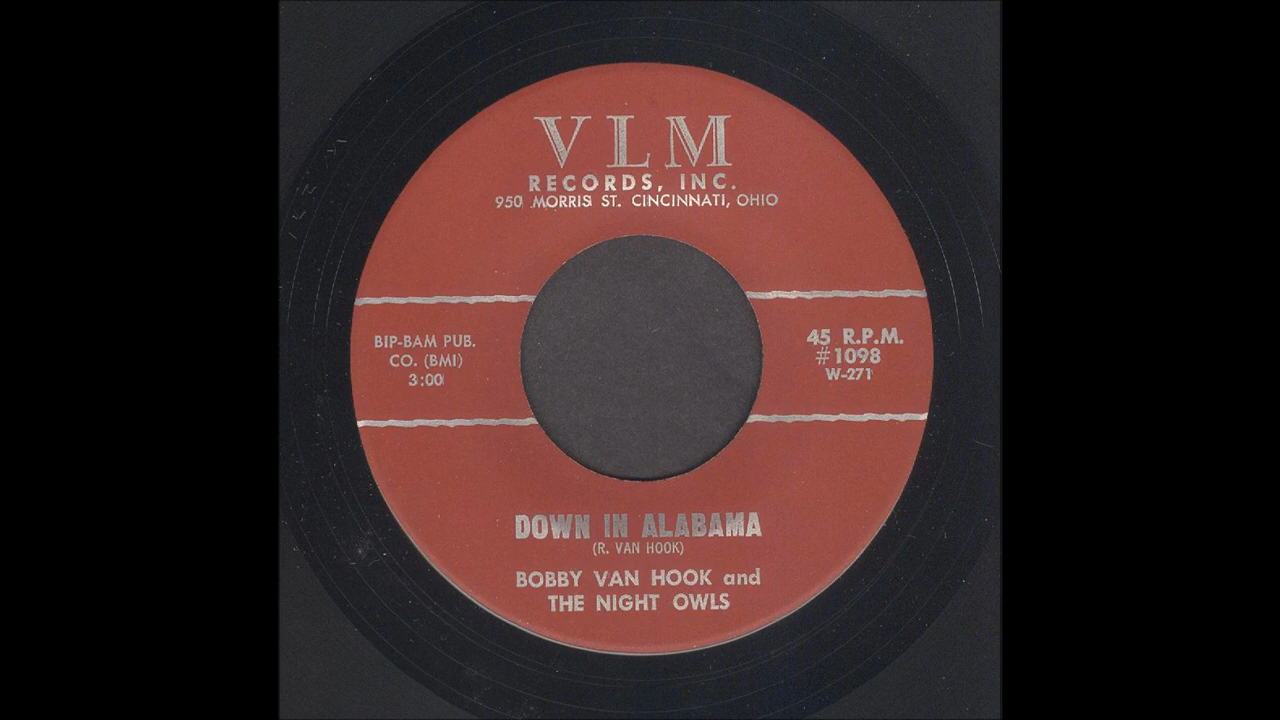 VLM
RECORDS, INC.
950 MORRIS ST. CINCINNATI, OHIO
BIP-BAM PUB.
CO. (BMI)
3:00
45 R.P.M.
#1098
W-271
DOWN IN ALABAMA
(R. VAN HOOK)
BOBBY VAN HOOK and
THE NIGHT OWLS